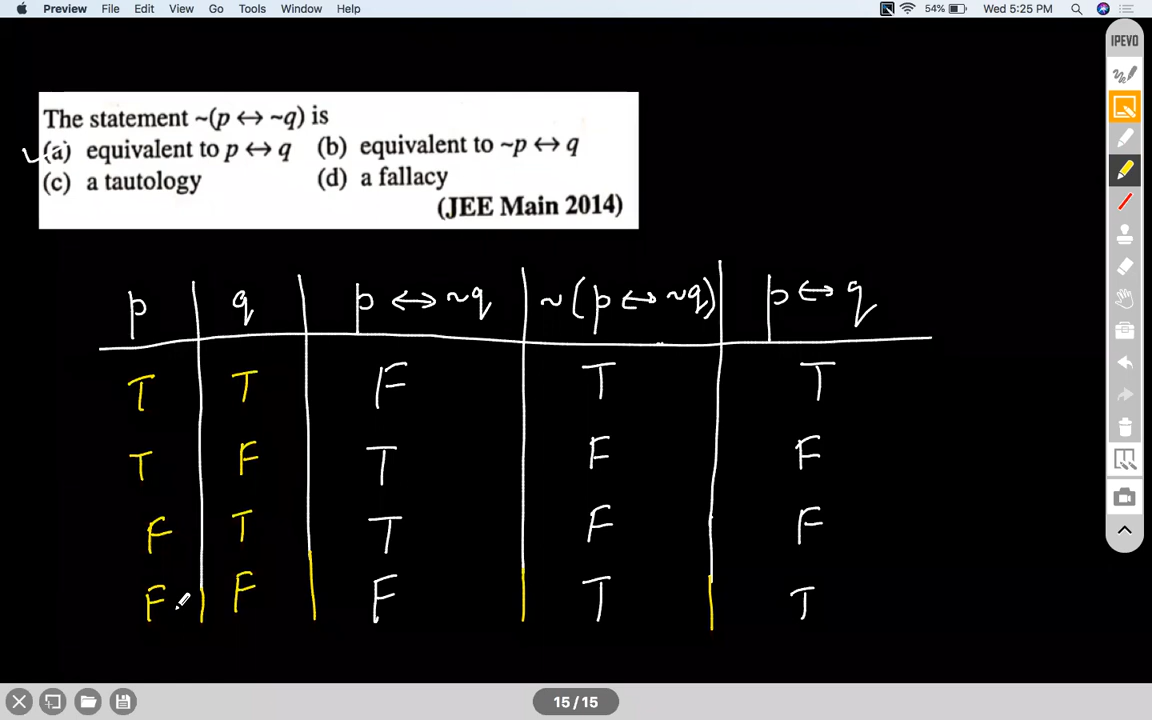 Preview File Edit View Go Tools Window Help 54% Wed 5:25 PM
IPEVO
The statement ~(p ↔ ~q) is
(a) equivalent to p ↔ q (b) equivalent to ~p ↔ q
(c) a tautology (d) a fallacy
(JEE Main 2014)
p q p ↔ ~q ~(p ↔ ~q) p ↔ q
T T F T T
T F T F F
F T T F F
F F F T T
15 / 15